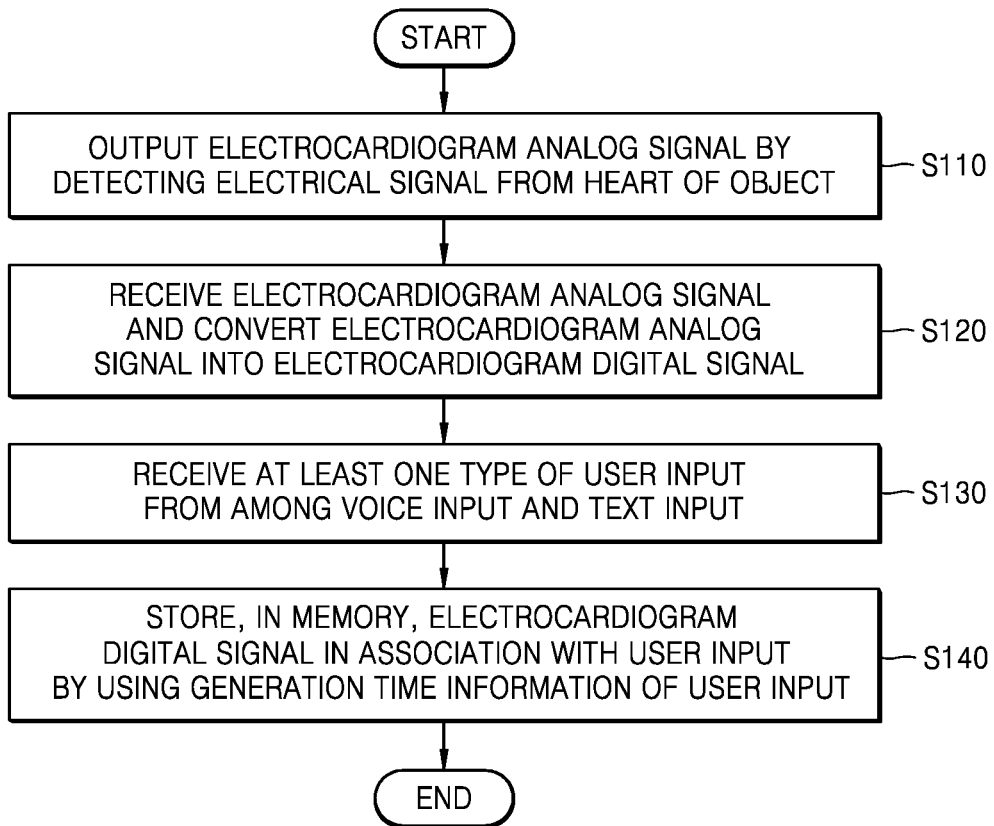 START
OUTPUT ELECTROCARDIOGRAM ANALOG SIGNAL BY
DETECTING ELECTRICAL SIGNAL FROM HEART OF OBJECT
S110
RECEIVE ELECTROCARDIOGRAM ANALOG SIGNAL
AND CONVERT ELECTROCARDIOGRAM ANALOG
SIGNAL INTO ELECTROCARDIOGRAM DIGITAL SIGNAL
S120
RECEIVE AT LEAST ONE TYPE OF USER INPUT
FROM AMONG VOICE INPUT AND TEXT INPUT
S130
STORE, IN MEMORY, ELECTROCARDIOGRAM
DIGITAL SIGNAL IN ASSOCIATION WITH USER INPUT
BY USING GENERATION TIME INFORMATION OF USER INPUT
S140
END